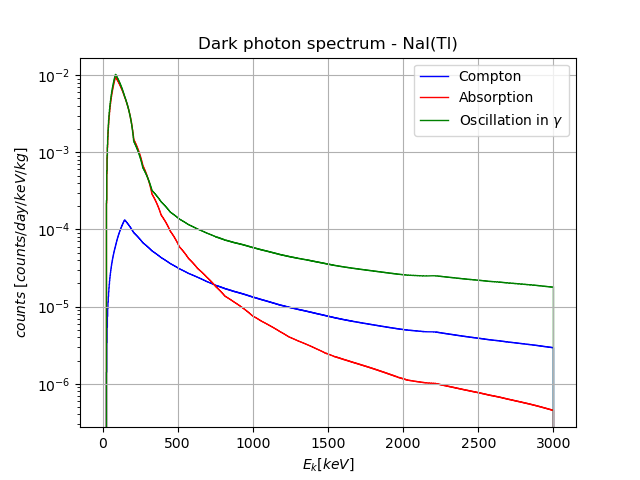 Dark photon spectrum - NaI(Tl)
Compton
Absorption
Oscillation in γ
counts [counts/day/keV/kg]
10⁻²
10⁻³
10⁻⁴
10⁻⁵
10⁻⁶
0 500 1000 1500 2000 2500 3000
Eₖ[keV]